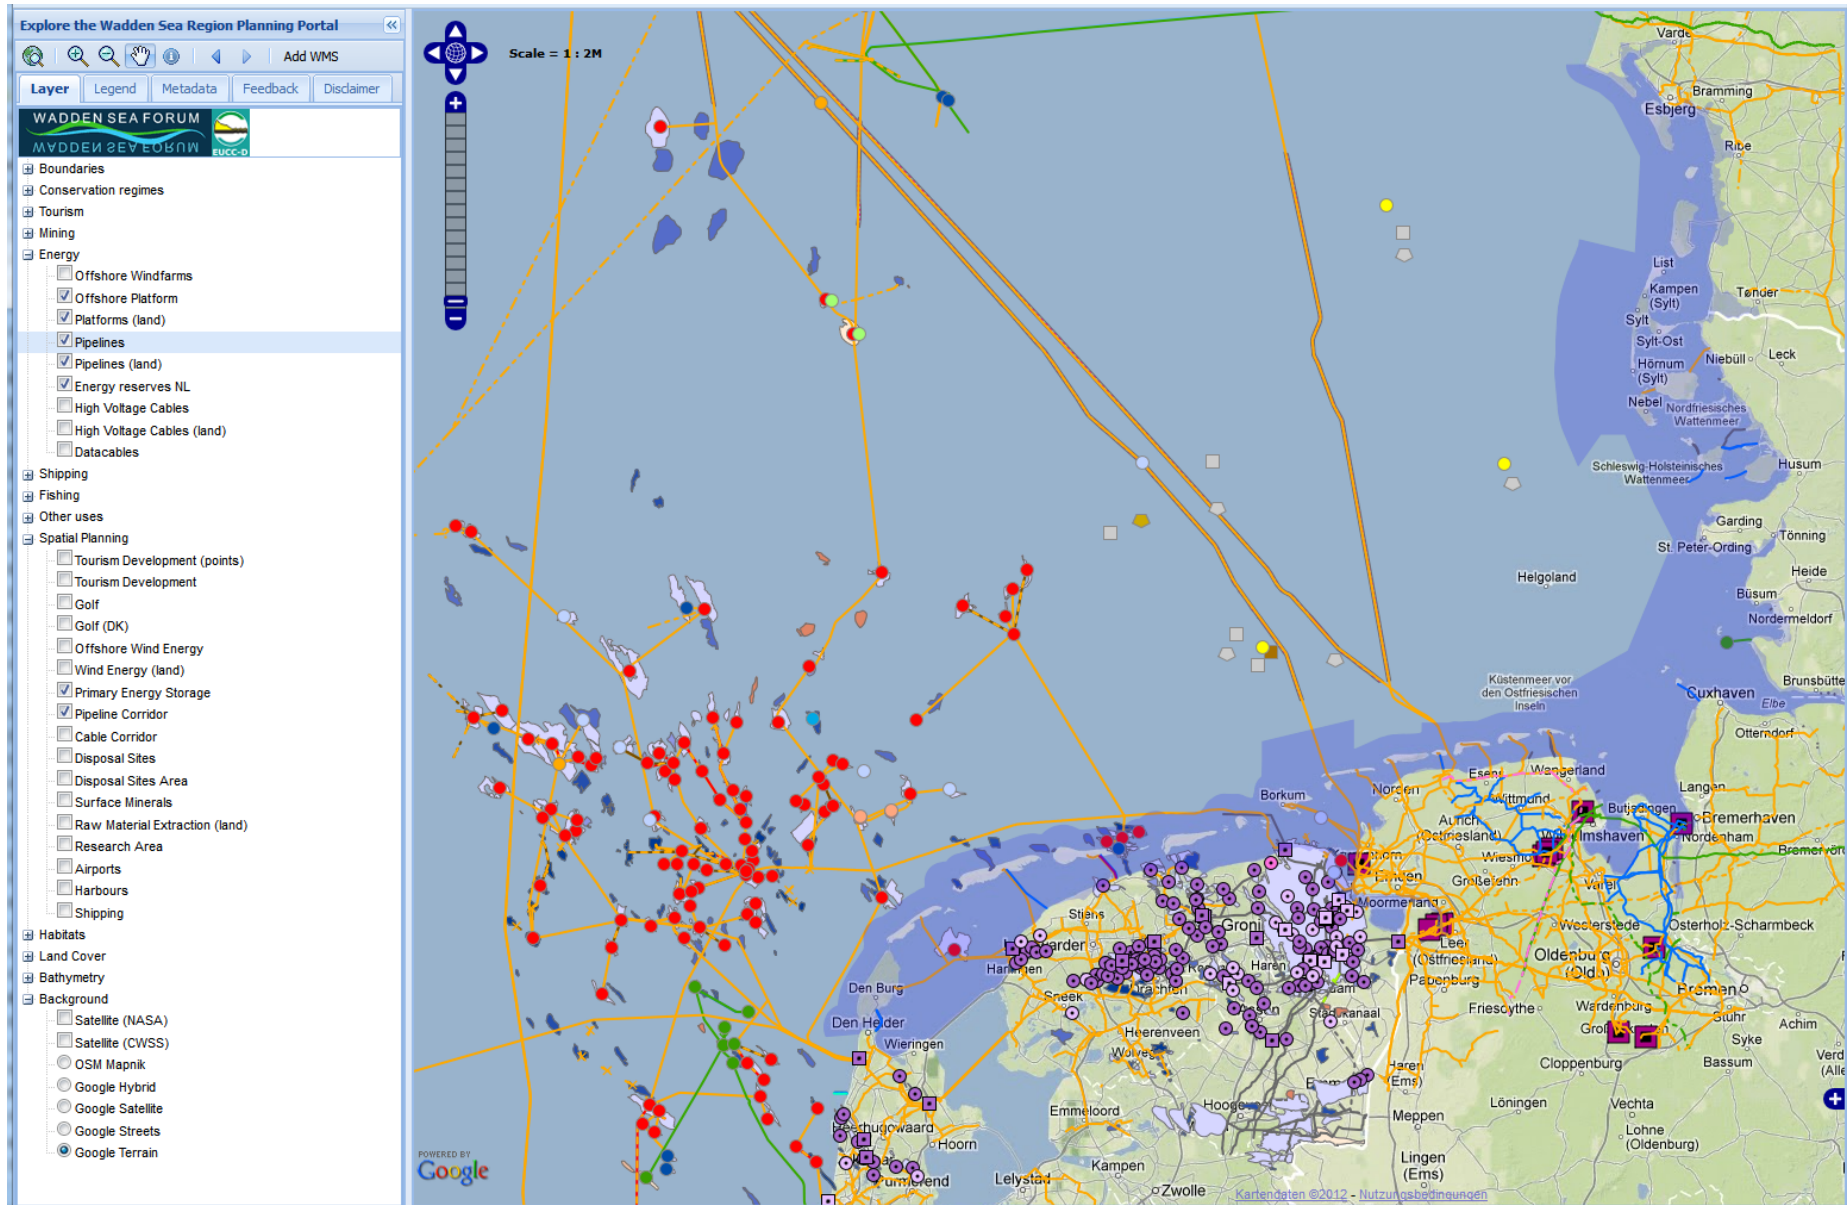 Explore the Wadden Sea Region Planning Portal
Add WMS
Layer
Legend
Metadata
Feedback
Disclaimer
WADDEN SEA FORUM
EUCC-D
Boundaries
Conservation regimes
Tourism
Mining
Energy
Offshore Windfarms
Offshore Platform
Platforms (land)
Pipelines
Pipelines (land)
Energy reserves NL
High Voltage Cables
High Voltage Cables (land)
Datacables
Shipping
Fishing
Other uses
Spatial Planning
Tourism Development (points)
Tourism Development
Golf
Golf (DK)
Offshore Wind Energy
Wind Energy (land)
Primary Energy Storage
Pipeline Corridor
Cable Corridor
Disposal Sites
Disposal Sites Area
Surface Minerals
Raw Material Extraction (land)
Research Area
Airports
Harbours
Shipping
Habitats
Land Cover
Bathymetry
Background
Satellite (NASA)
Satellite (CWSS)
OSM Mapnik
Google Hybrid
Google Satellite
Google Streets
Google Terrain
Scale = 1 : 2M
Varde
Bramming
Esbjerg
Ribe
List
Kampen
(Sylt)
Tønder
Sylt
Sylt-Ost
Hörnum
(Sylt)
Niebüll
Leck
Nebel
Nordfriesisches
Wattenmeer
Schleswig-Holsteinisches
Wattenmeer
Husum
Garding
Tönning
St. Peter-Ording
Helgoland
Heide
Büsum
Nordermeldorf
Küstenmeer vor
den Ostfriesischen
Inseln
Cuxhaven
Brunsbütte
Elbe
Otterndorf
Esens
Wangerland
Borkum
Norden
Wittmund
Langen
Butjadingen
Aurich
(Ostfriesland)
Bremerhaven
Nordenham
Emden
Großefehn
Varel
Moormerland
Stiens
Leer
(Ostfriesland)
Westerstede
Osterholz-Scharmbeck
Harlingen
Haren
Oldenburg
(Oldb)
Papenburg
Sneek
Drachten
Bremen
Den Burg
Den Helder
Wieringen
Heerenveen
Friesoythe
Wardenburg
Stuhr
Achim
Syke
Cloppenburg
Bassum
Haren
(Ems)
Emmeloord
Meppen
Löningen
Vechta
Lohne
(Oldenburg)
Heerhugowaard
Hoorn
Purmerend
Lelystad
Kampen
Zwolle
Lingen
(Ems)
POWERED BY
Google
Kartendaten ©2012 - Nutzungsbedingungen